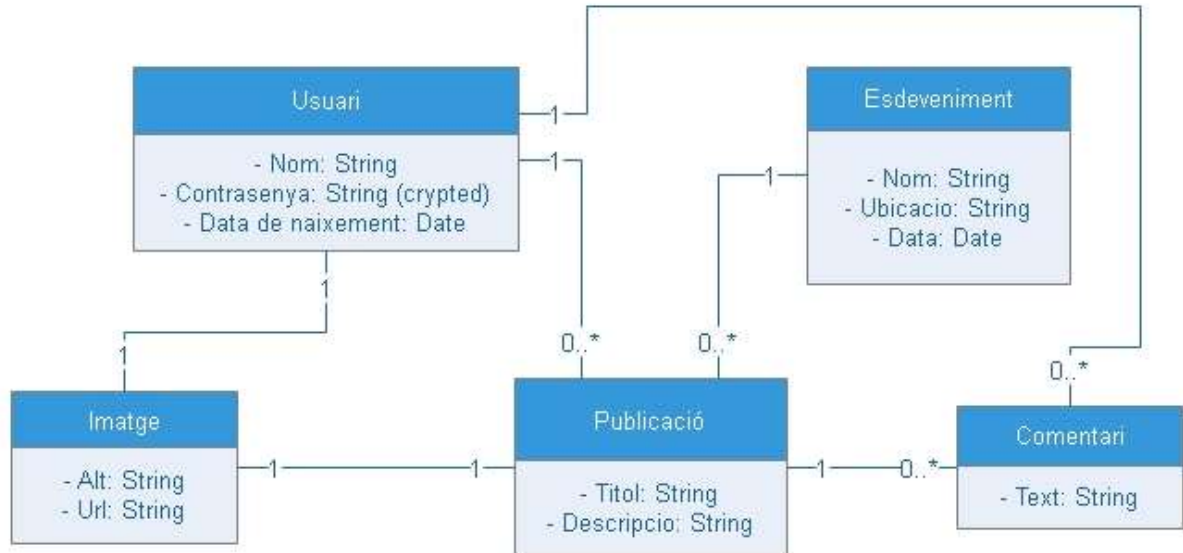 Usuari
- Nom: String
- Contrasenya: String (crypted)
- Data de naixement: Date
Esdeveniment
- Nom: String
- Ubicacio: String
- Data: Date
1
1
1
1
1
0..*
0..*
0..*
Imatge
- Alt: String
- Url: String
1
1
Publicació
- Titol: String
- Descripcio: String
1
0..*
Comentari
- Text: String